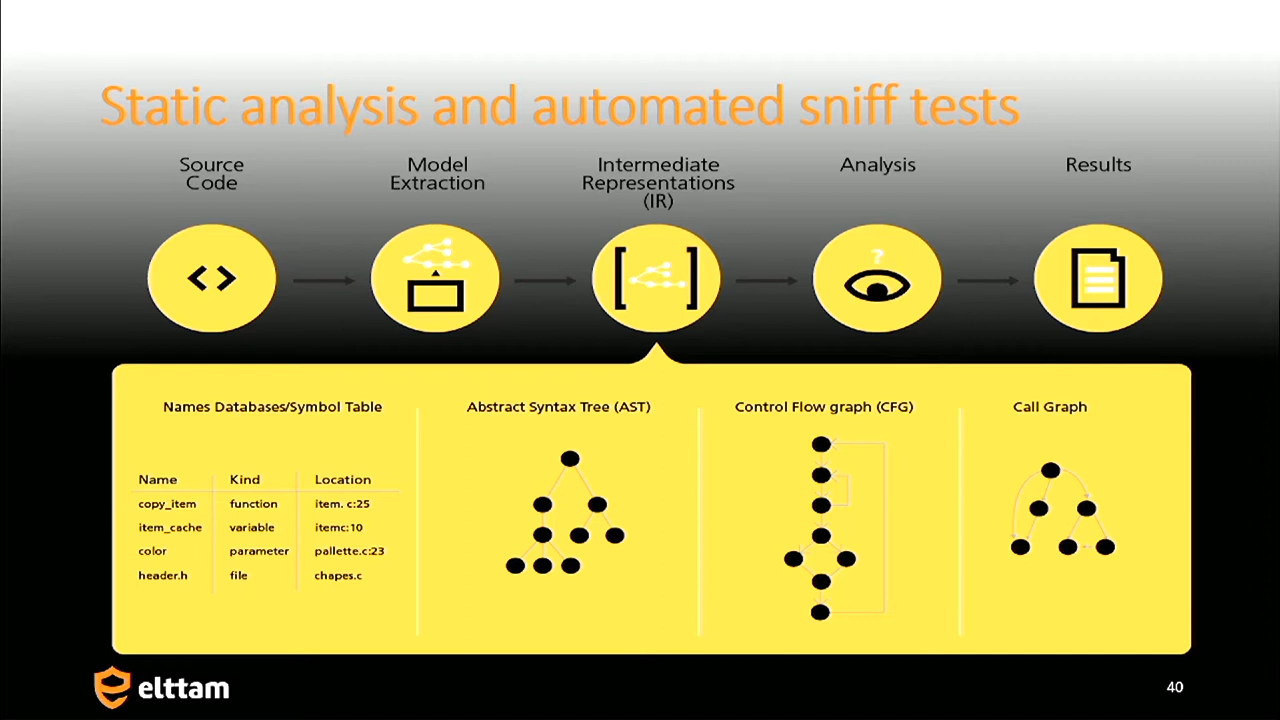 Static analysis and automated sniff tests
Source
Code
Model
Extraction
Intermediate
Representations
(IR)
Analysis
Results
?
Names Databases/Symbol Table
Name Kind Location
copy_item function item. c:25
item_cache variable itemc:10
color parameter pallette.c:23
header.h file chapes.c
Abstract Syntax Tree (AST)
Control Flow graph (CFG)
Call Graph
elttam
40